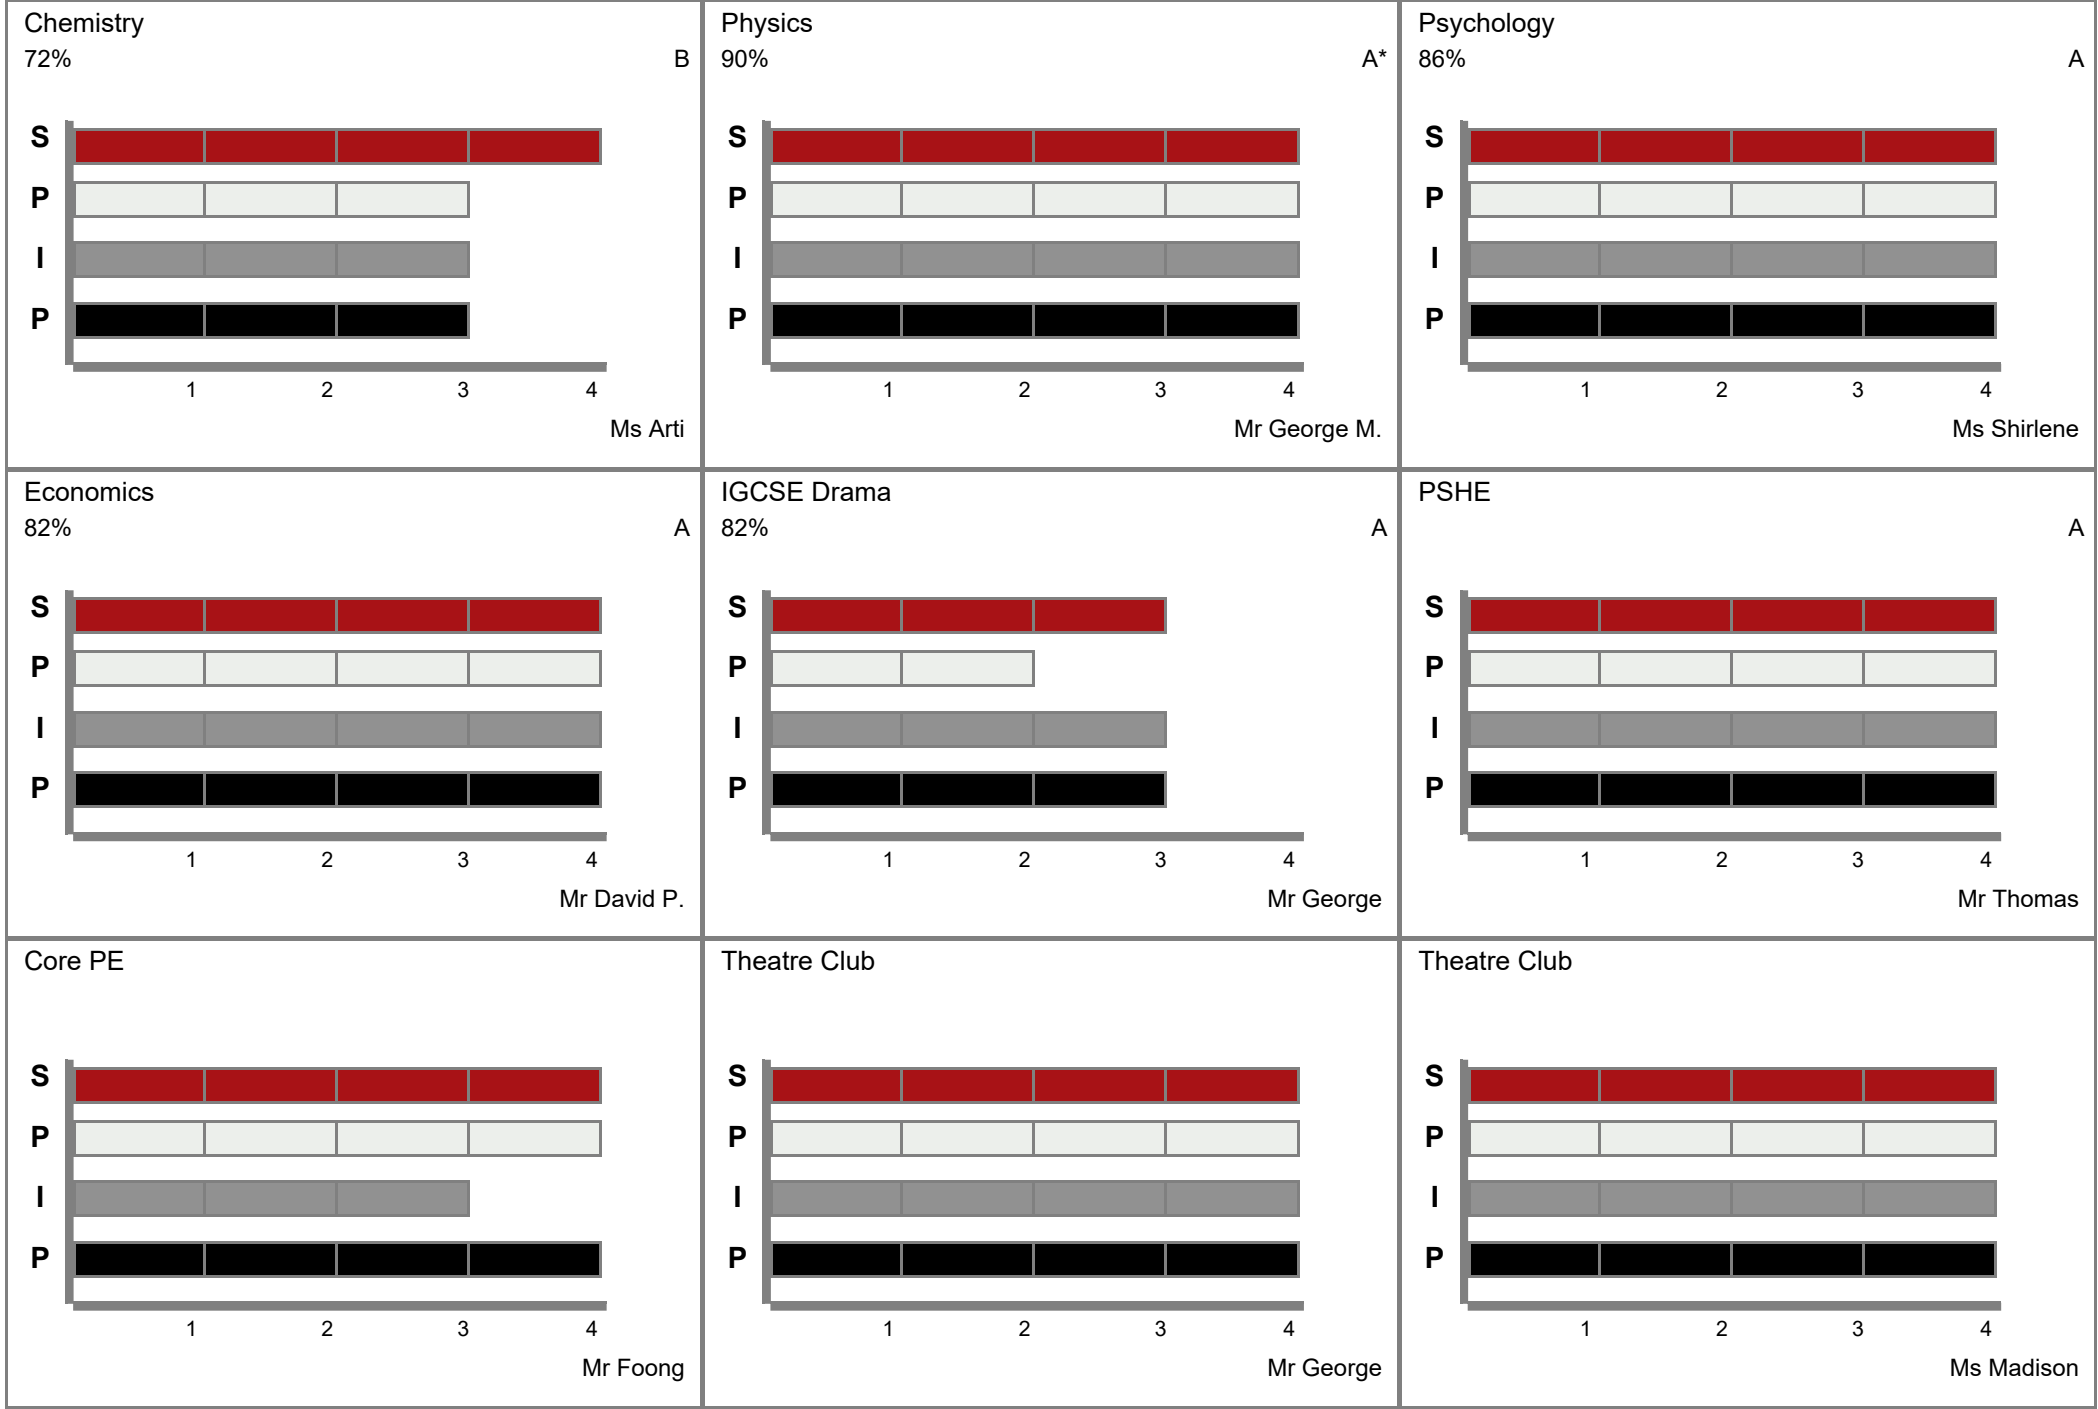 Chemistry
72% B
S
P
I
P
1 2 3 4
Ms Arti
Physics
90% A*
S
P
I
P
1 2 3 4
Mr George M.
Psychology
86% A
S
P
I
P
1 2 3 4
Ms Shirlene
Economics
82% A
S
P
I
P
1 2 3 4
Mr David P.
IGCSE Drama
82% A
S
P
I
P
1 2 3 4
Mr George
PSHE
A
S
P
I
P
1 2 3 4
Mr Thomas
Core PE
S
P
I
P
1 2 3 4
Mr Foong
Theatre Club
S
P
I
P
1 2 3 4
Mr George
Theatre Club
S
P
I
P
1 2 3 4
Ms Madison